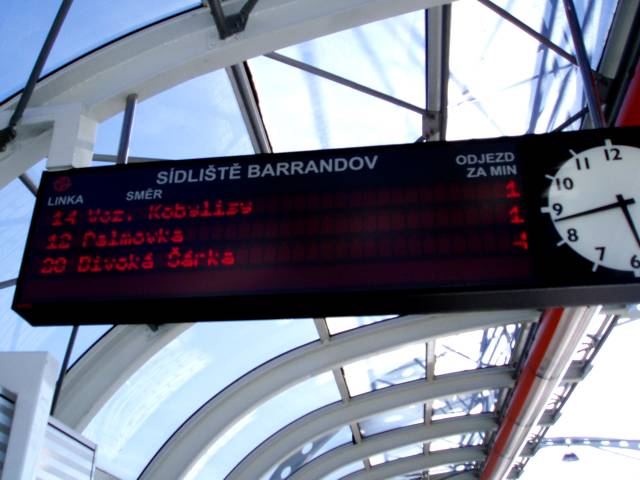 SÍDLIŠTĚ BARRANDOV
LINKA SMĚR ODJEZD
ZA MIN
14 Voz. Kobylisy 1
12 Palmovka 1
20 Divoká Šárka 4
12
11
10
9
8
7
6